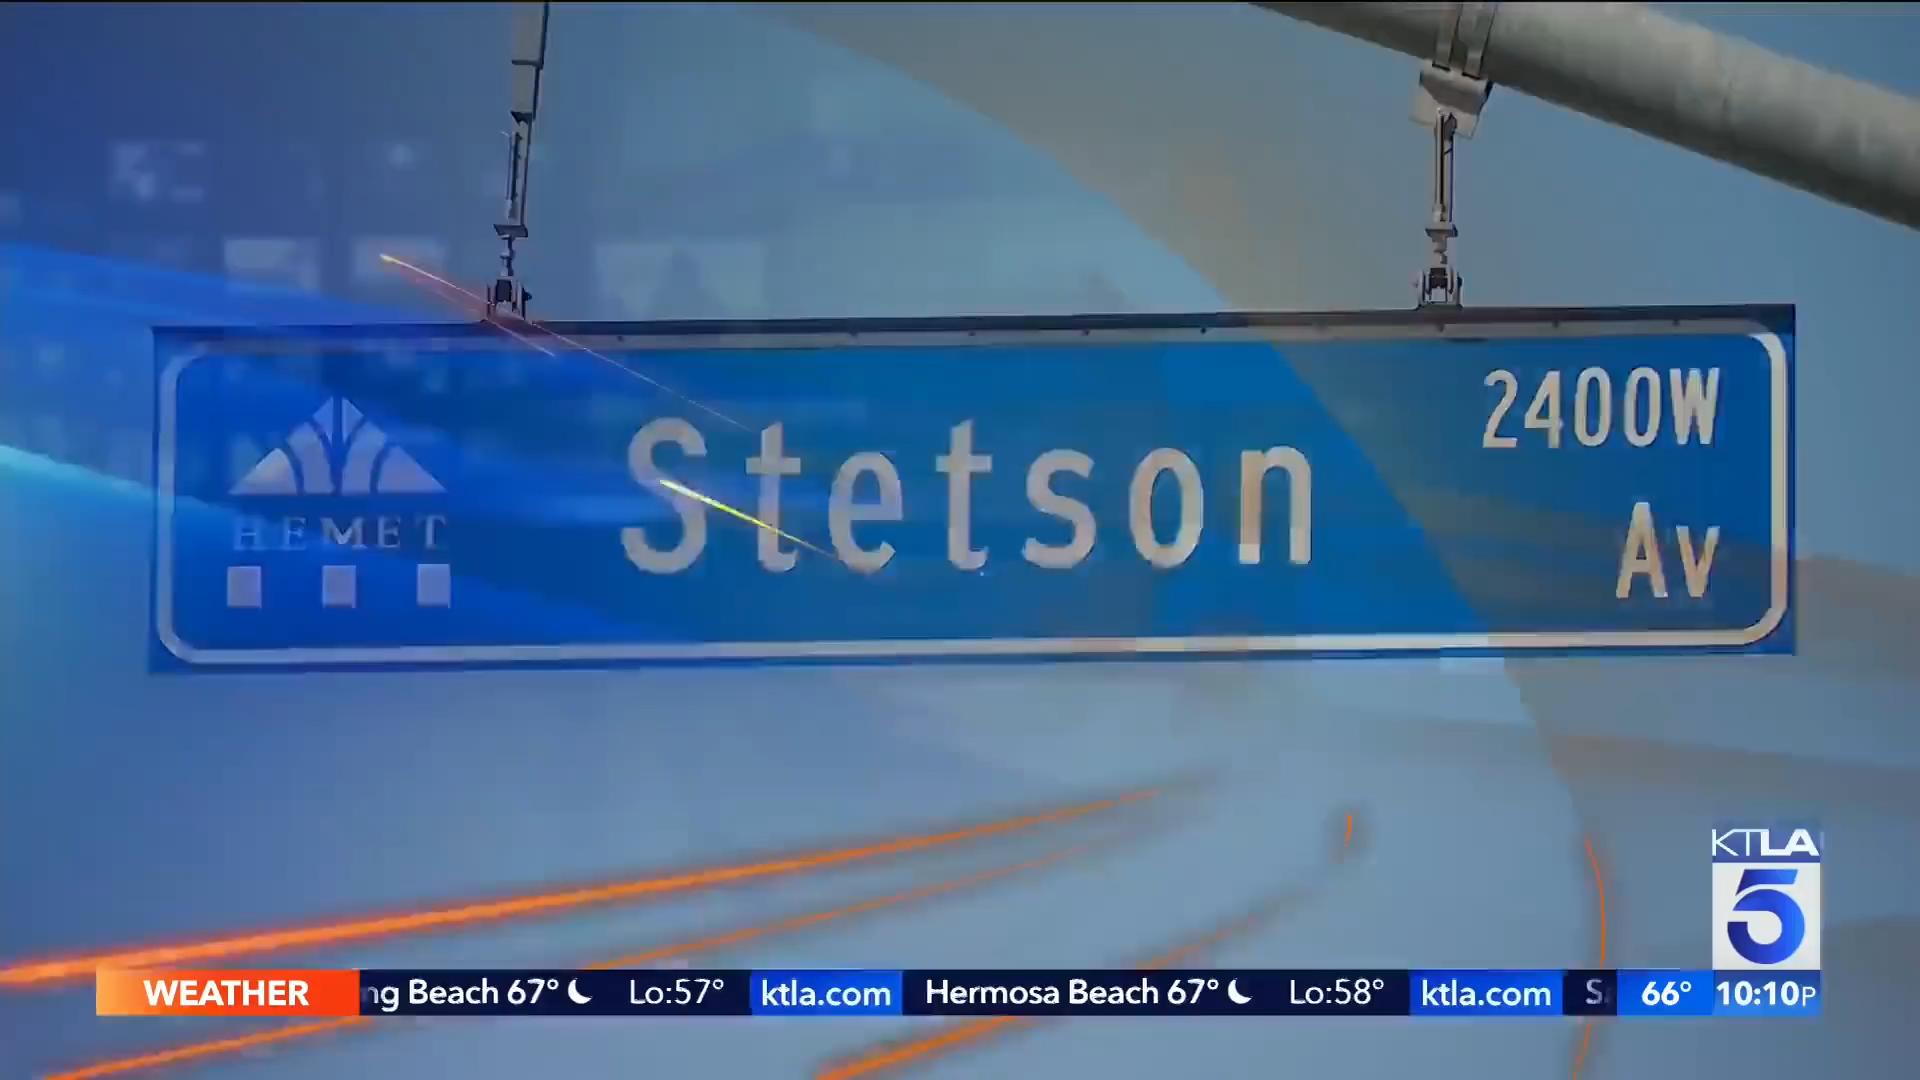 2400W
HEMET
Stetson
Av
KTLA
5
WEATHER
ng Beach 67° Lo:57° ktla.com Hermosa Beach 67° Lo:58° ktla.com S 66° 10:10P